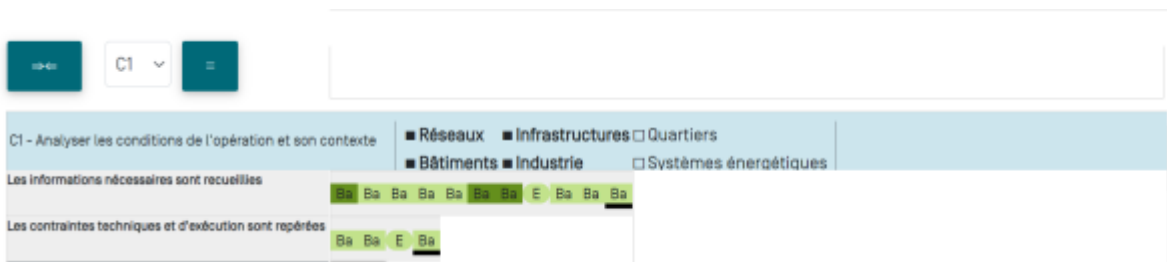 C1
=
C1 - Analyser les conditions de l'opération et son contexte
■ Réseaux ■ Infrastructures □ Quartiers
■ Bâtiments ■ Industrie □ Systèmes énergétiques
Les informations nécessaires sont recueillies
Ba Ba Ba Ba Ba Ba Ba E Ba Ba Ba
Les contraintes techniques et d'exécution sont repérées
Ba Ba E Ba